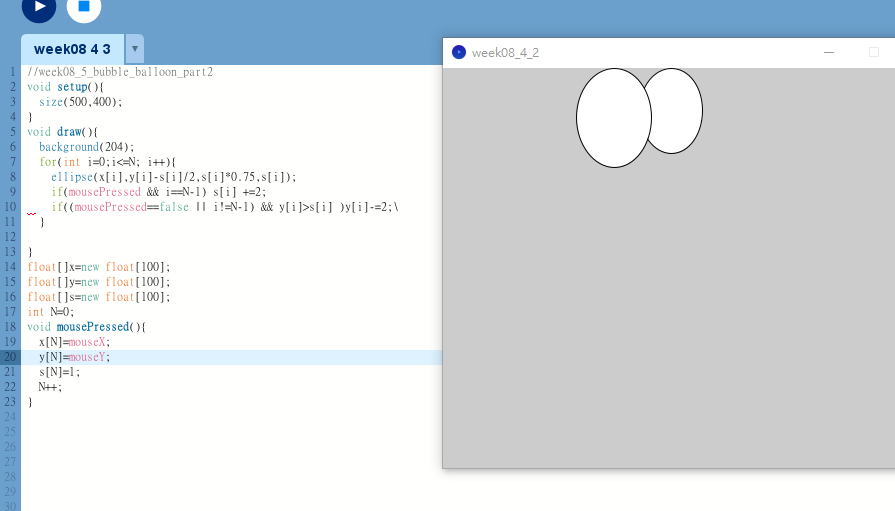 week08 4 3 ▼
week08_4_2
1 //week08_5_bubble_balloon_part2
2 void setup(){
3 size(500,400);
4 }
5 void draw(){
6 background(204);
7 for(int i=0;i<=N; i++){
8 ellipse(x[i],y[i]-s[i]/2,s[i]*0.75,s[i]);
9 if(mousePressed && i==N-1) s[i] +=2;
10 if((mousePressed==false || i!=N-1) && y[i]>s[i] )y[i]-=2;\
11 }
12
13 }
14 float[]x=new float[100];
15 float[]y=new float[100];
16 float[]s=new float[100];
17 int N=0;
18 void mousePressed(){
19 x[N]=mouseX;
20 y[N]=mouseY;
21 s[N]=1;
22 N++;
23 }
24
25
26
27
28
29
30